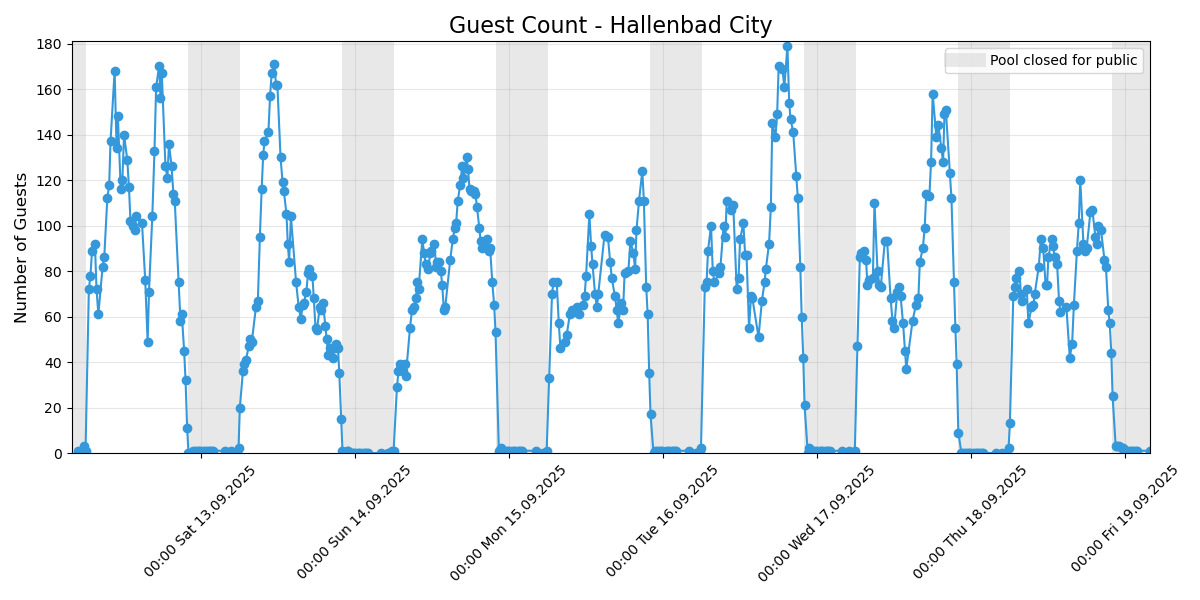 Guest Count - Hallenbad City
Pool closed for public
Number of Guests
180
160
140
120
100
80
60
40
20
0
00:00 Sat 13.09.2025
00:00 Sun 14.09.2025
00:00 Mon 15.09.2025
00:00 Tue 16.09.2025
00:00 Wed 17.09.2025
00:00 Thu 18.09.2025
00:00 Fri 19.09.2025